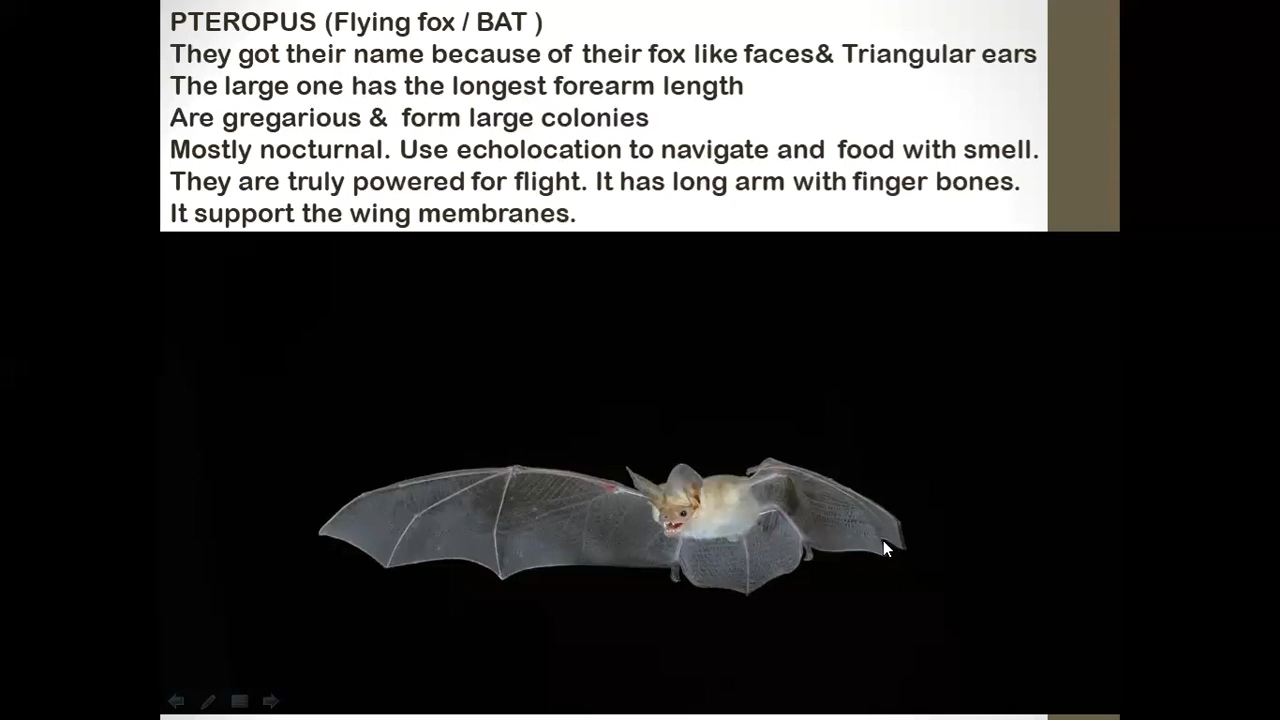 PTEROPUS (Flying fox / BAT )
They got their name because of their fox like faces& Triangular ears
The large one has the longest forearm length
Are gregarious & form large colonies
Mostly nocturnal. Use echolocation to navigate and food with smell.
They are truly powered for flight. It has long arm with finger bones.
It support the wing membranes.